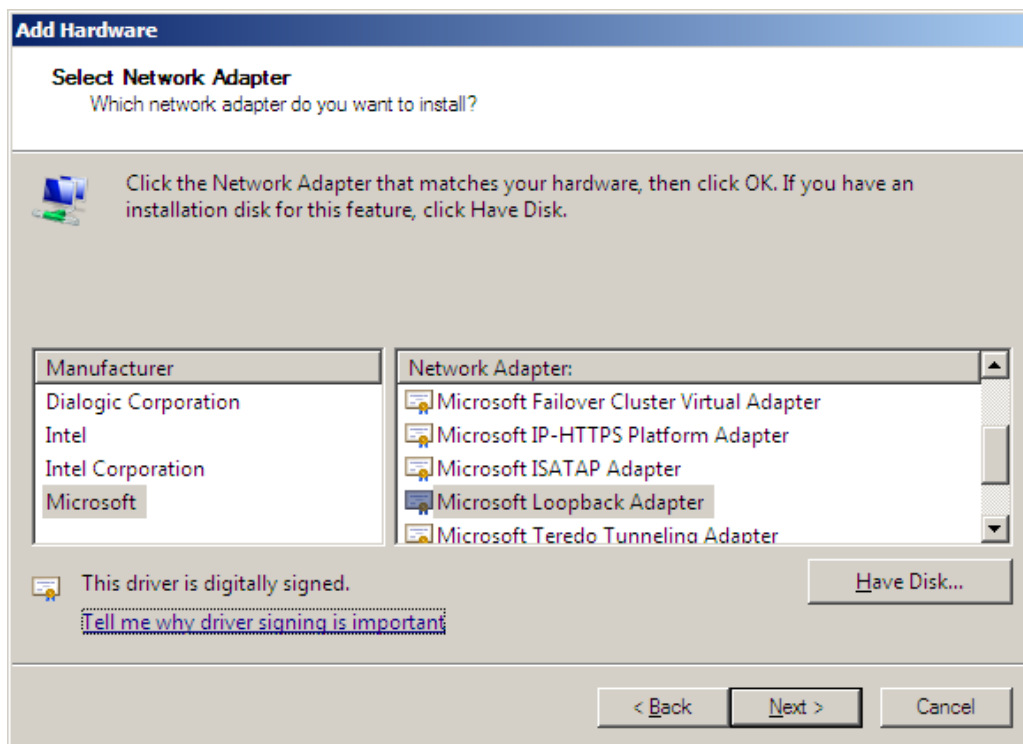 Add Hardware
Select Network Adapter
Which network adapter do you want to install?
Click the Network Adapter that matches your hardware, then click OK. If you have an
installation disk for this feature, click Have Disk.
Manufacturer
Dialogic Corporation
Intel
Intel Corporation
Microsoft
Network Adapter:
Microsoft Failover Cluster Virtual Adapter
Microsoft IP-HTTPS Platform Adapter
Microsoft ISATAP Adapter
Microsoft Loopback Adapter
Microsoft Teredo Tunneling Adapter
This driver is digitally signed.
Have Disk...
Tell me why driver signing is important
< Back
Next >
Cancel